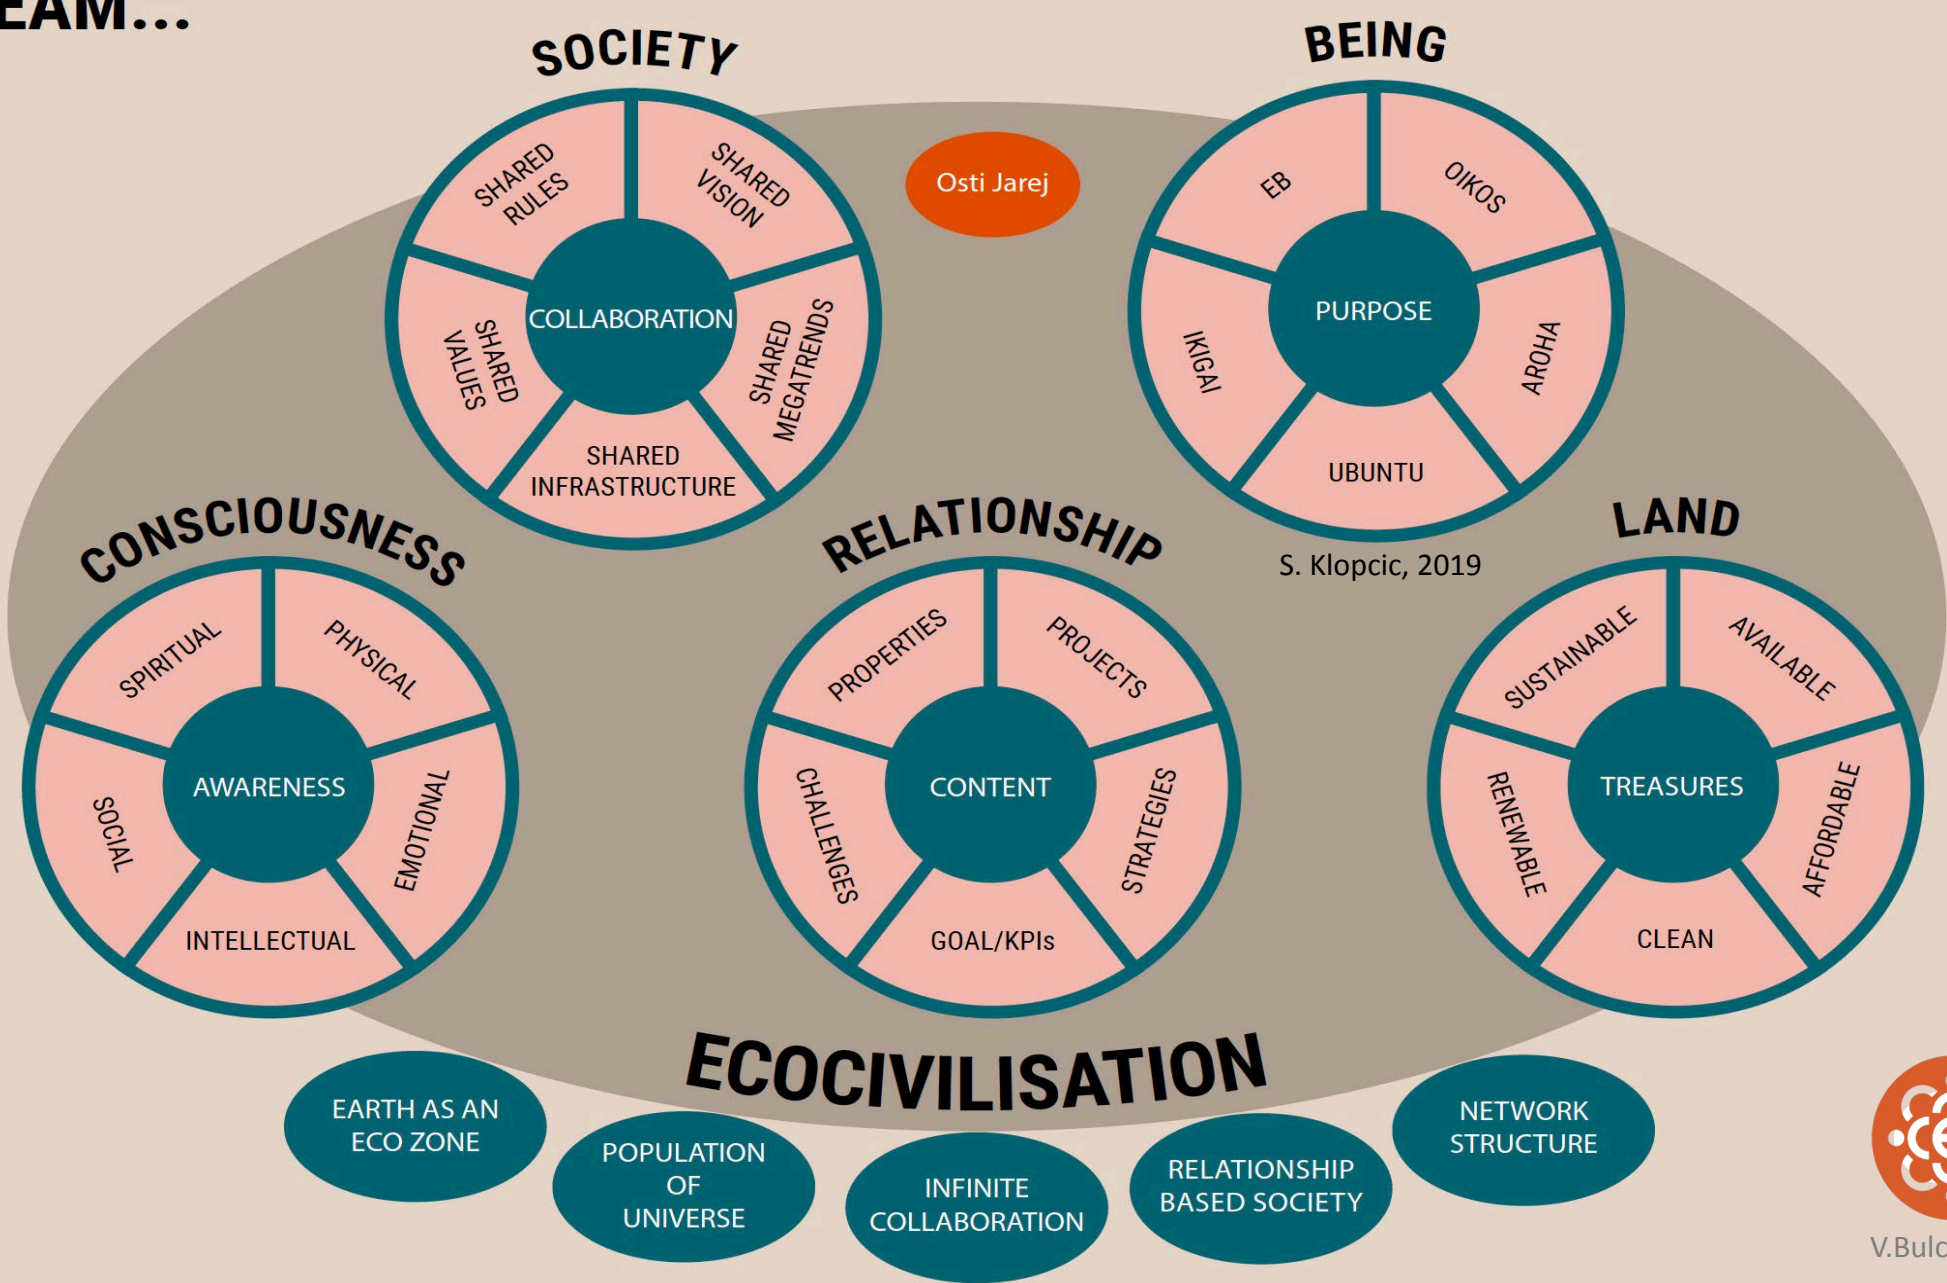 EAM...
SOCIETY
SHARED
RULES
SHARED
VISION
SHARED
VALUES
COLLABORATION
SHARED
MEGATRENDS
SHARED
INFRASTRUCTURE
Osti Jarej
BEING
EB
OIKOS
IKIGAI
PURPOSE
AROHA
UBUNTU
S. Klopcic, 2019
CONSCIOUSNESS
SPIRITUAL
PHYSICAL
SOCIAL
AWARENESS
EMOTIONAL
INTELLECTUAL
RELATIONSHIP
PROPERTIES
PROJECTS
CHALLENGES
CONTENT
STRATEGIES
GOAL/KPIs
LAND
SUSTAINABLE
AVAILABLE
RENEWABLE
TREASURES
AFFORDABLE
CLEAN
ECOCIVILISATION
EARTH AS AN
ECO ZONE
POPULATION
OF
UNIVERSE
INFINITE
COLLABORATION
RELATIONSHIP
BASED SOCIETY
NETWORK
STRUCTURE
V.Bulc